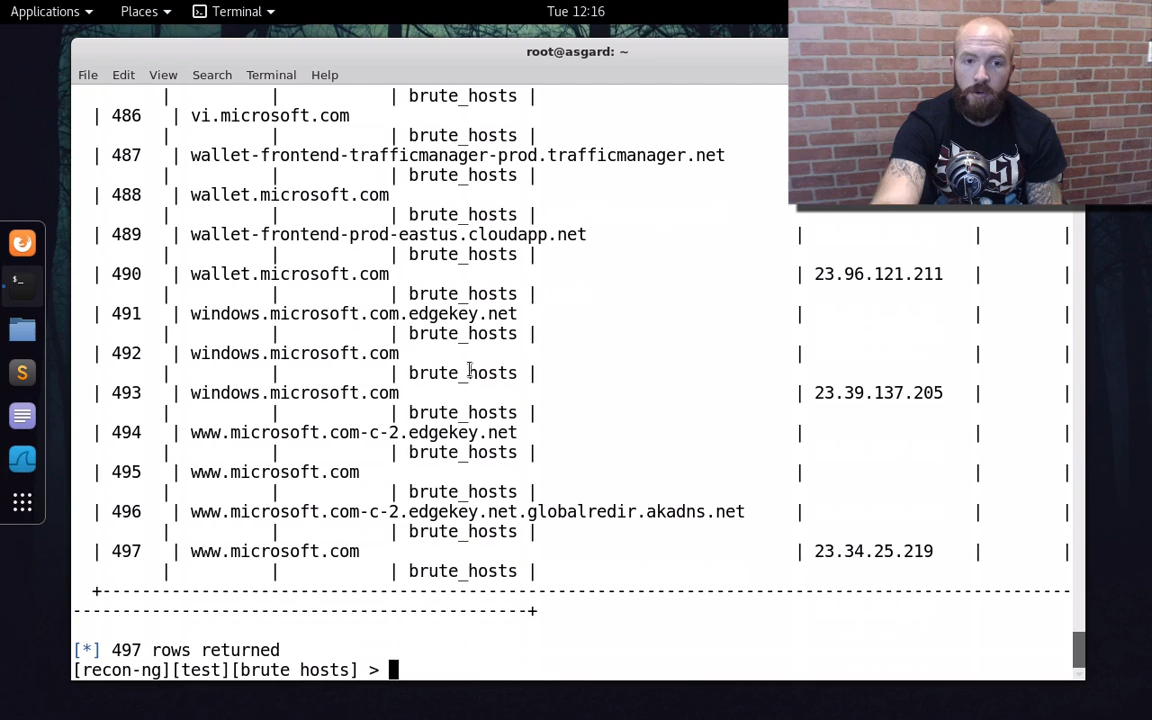 Applications Places Terminal Tue 12:16
root@asgard: ~
File Edit View Search Terminal Help
| | | brute_hosts |
| 486 | vi.microsoft.com
| | | brute_hosts |
| 487 | wallet-frontend-trafficmanager-prod.trafficmanager.net
| | | brute_hosts |
| 488 | wallet.microsoft.com
| | | brute_hosts |
| 489 | wallet-frontend-prod-eastus.cloudapp.net | | |
| | | brute_hosts |
| 490 | wallet.microsoft.com | 23.96.121.211 | |
| | | brute_hosts |
| 491 | windows.microsoft.com.edgekey.net | | |
| | | brute_hosts |
| 492 | windows.microsoft.com | | |
| | | brute_hosts |
| 493 | windows.microsoft.com | 23.39.137.205 | |
| | | brute_hosts |
| 494 | www.microsoft.com-c-2.edgekey.net | | |
| | | brute_hosts |
| 495 | www.microsoft.com | | |
| | | brute_hosts |
| 496 | www.microsoft.com-c-2.edgekey.net.globalredir.akadns.net | | |
| | | brute_hosts |
| 497 | www.microsoft.com | 23.34.25.219 | |
| | | brute_hosts |
+--------------------------------------------------------------------------------------------------
----------------------------------------------+
[*] 497 rows returned
[recon-ng][test][brute_hosts] >